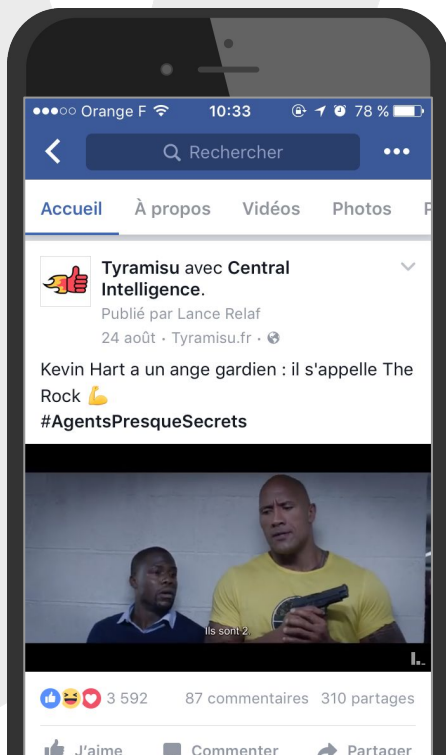 Orange F 10:33 78 %
Rechercher
Accueil À propos Vidéos Photos
Tyramisu avec Central
Intelligence.
Publié par Lance Relaf
24 août · Tyramisu.fr ·
Kevin Hart a un ange gardien : il s'appelle The
Rock 💪
#AgentsPresqueSecrets
Ils sont 2.
3 592 87 commentaires 310 partages
J'aime Commenter Partager